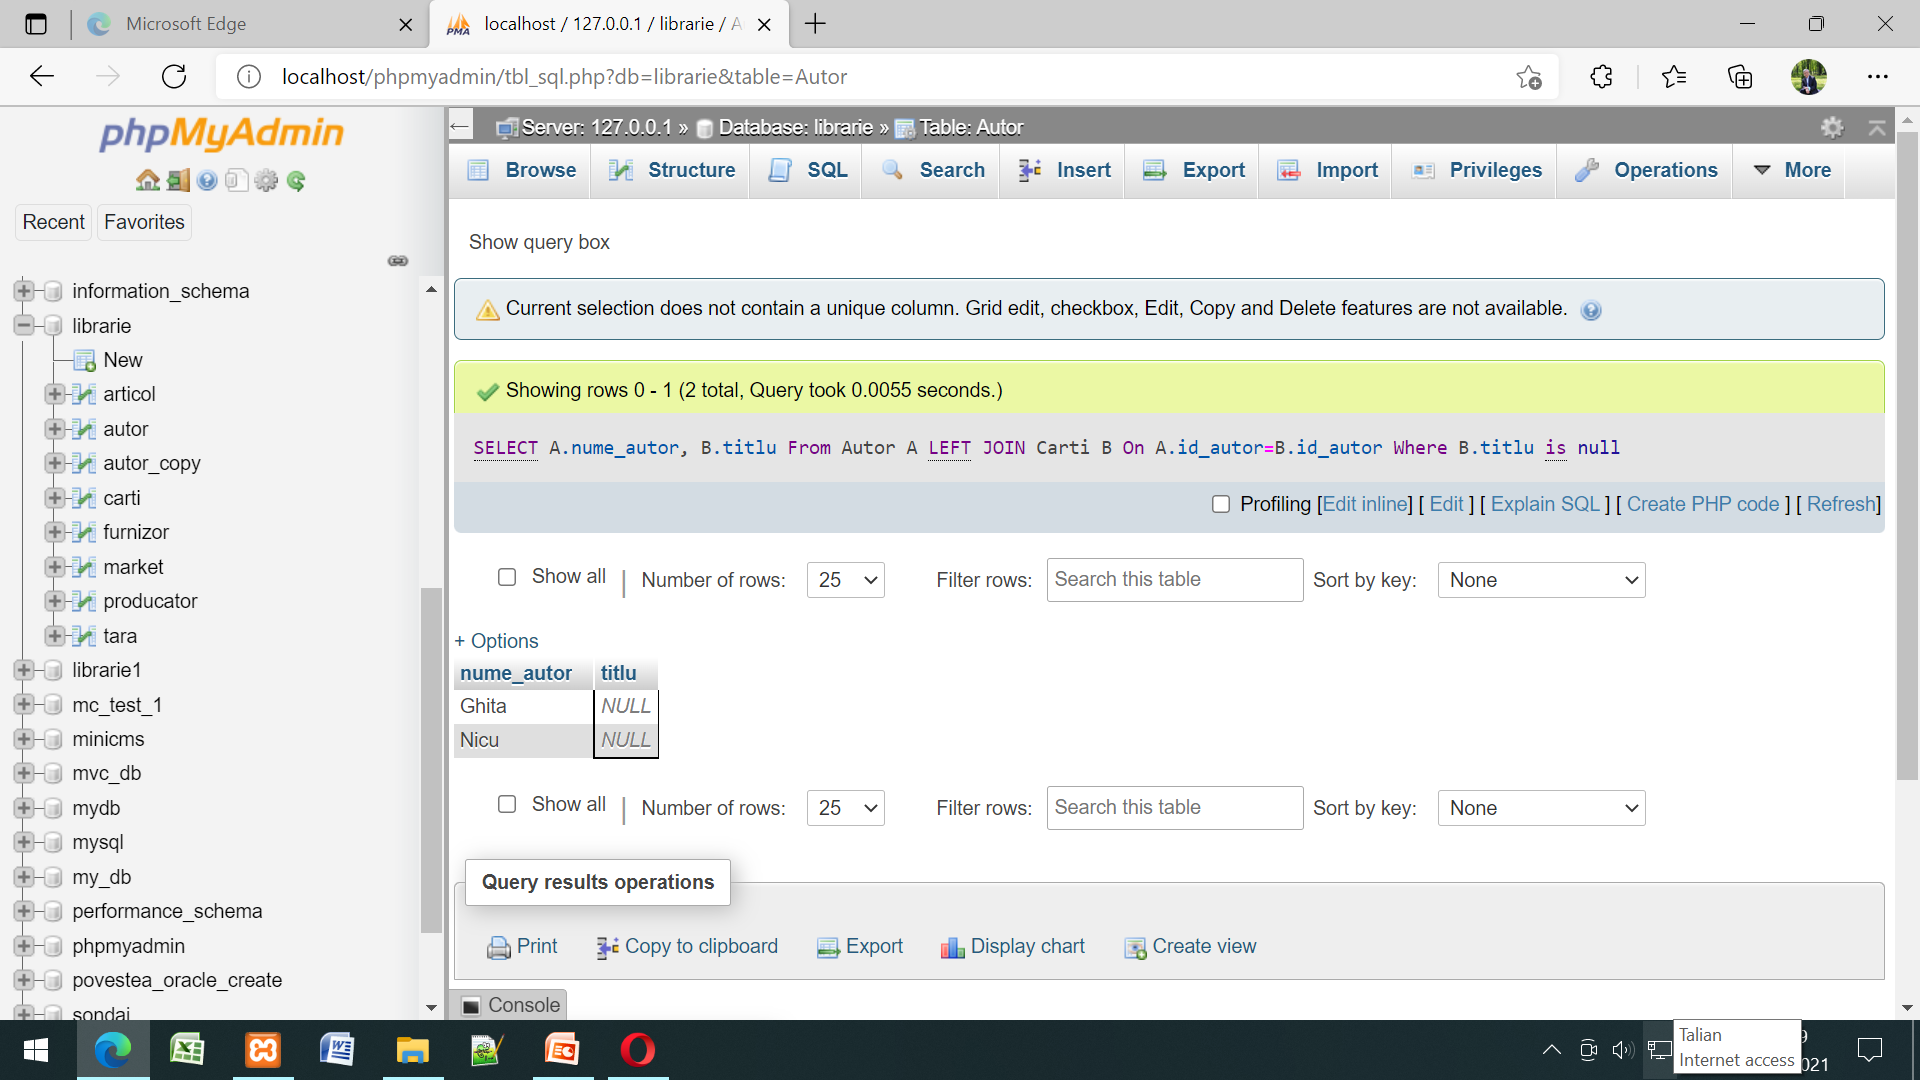 Microsoft Edge
localhost / 127.0.0.1 / librarie / A
localhost/phpmyadmin/tbl_sql.php?db=librarie&table=Autor
phpMyAdmin
Recent
Favorites
information_schema
librarie
New
articol
autor
autor_copy
carti
furnizor
market
producator
tara
librarie1
mc_test_1
minicms
mvc_db
mydb
mysql
my_db
performance_schema
phpmyadmin
povestea_oracle_create
sondaj
Server: 127.0.0.1 » Database: librarie » Table: Autor
Browse Structure SQL Search Insert Export Import Privileges Operations More
Show query box
Current selection does not contain a unique column. Grid edit, checkbox, Edit, Copy and Delete features are not available.
Showing rows 0 - 1 (2 total, Query took 0.0055 seconds.)
SELECT A.nume_autor, B.titlu From Autor A LEFT JOIN Carti B On A.id_autor=B.id_autor Where B.titlu is null
Profiling [Edit inline] [ Edit ] [ Explain SQL ] [ Create PHP code ] [ Refresh]
Show all | Number of rows: 25 Filter rows: Search this table Sort by key: None
+ Options
nume_autor titlu
Ghita NULL
Nicu NULL
Show all | Number of rows: 25 Filter rows: Search this table Sort by key: None
Query results operations
Print Copy to clipboard Export Display chart Create view
Console
Talian
Internet access
9
021